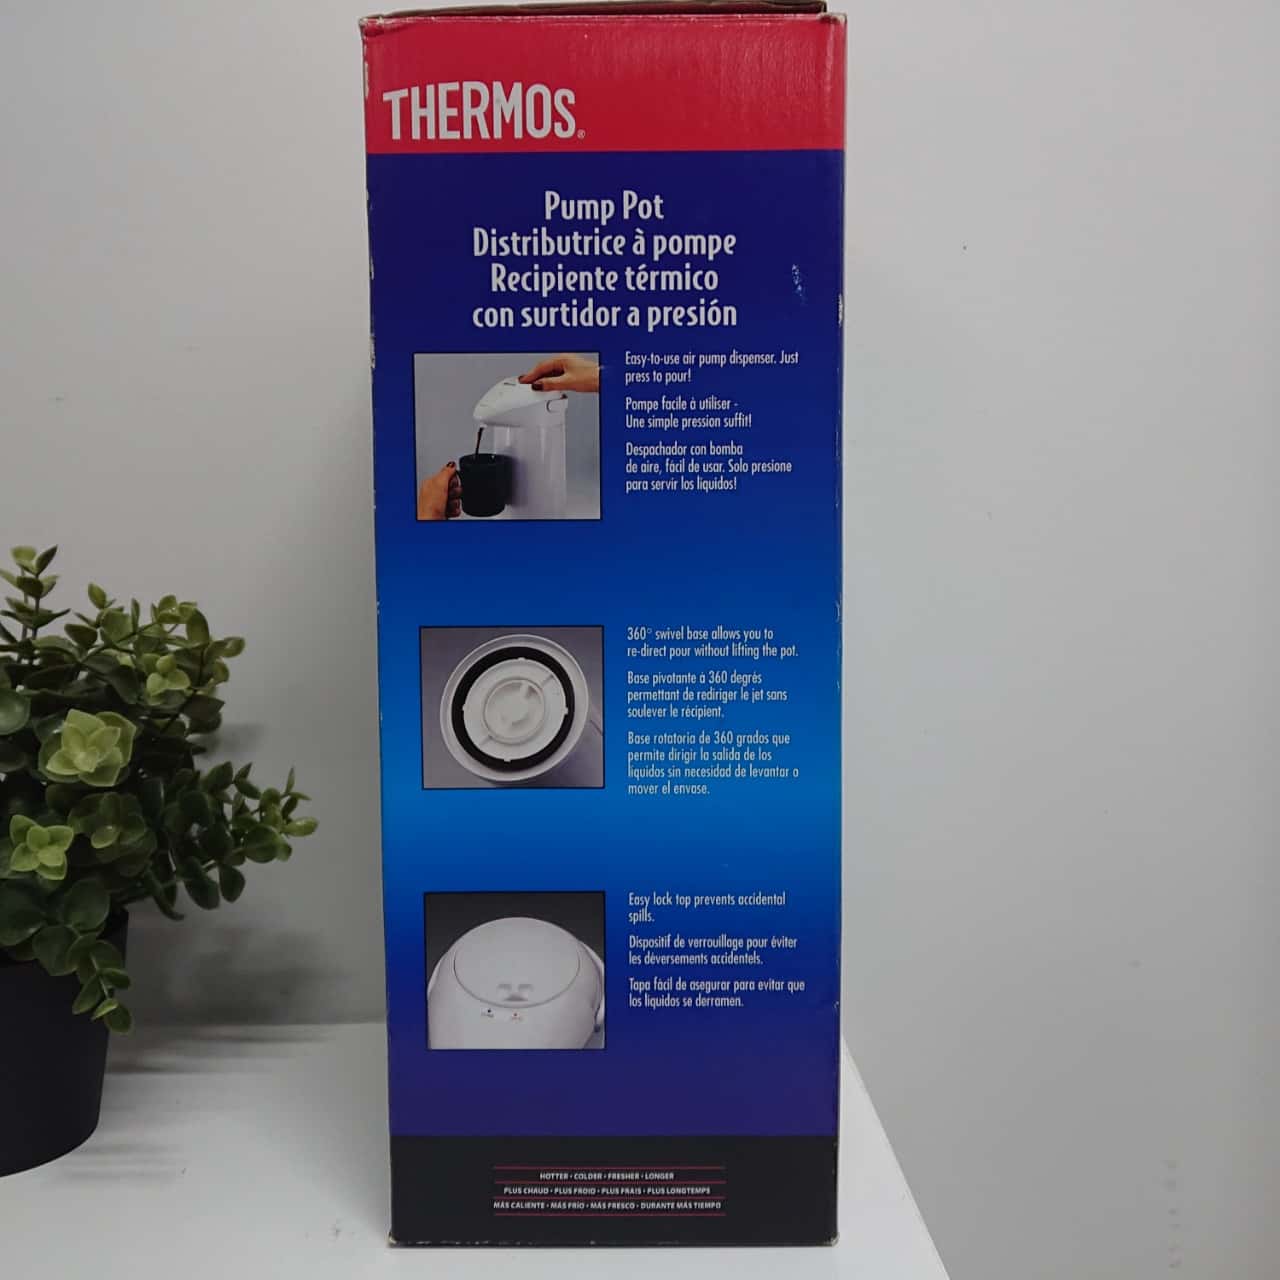 THERMOS®
Pump Pot
Distributrice à pompe
Recipiente térmico
con surtidor a presión
Easy-to-use air pump dispenser. Just
press to pour!
Pompe facile à utiliser -
Une simple pression suffit!
Despachador con bomba
de aire, fácil de usar. Solo presione
para servir los líquidos!
360° swivel base allows you to
re-direct pour without lifting the pot.
Base pivotante à 360 degrés
permettant de rediriger le jet sans
soulever le récipient.
Base rotatoria de 360 grados que
permite dirigir la salida de los
líquidos sin necesidad de levantar o
mover el envase.
Easy lock top prevents accidental
spills.
Dispositif de verrouillage pour éviter
les déversements accidentels.
Tapa fácil de asegurar para evitar que
los líquidos se derramen.
HOTTER • COLDER • FRESHER • LONGER
PLUS CHAUD • PLUS FROID • PLUS FRAIS • PLUS LONGTEMPS
MÁS CALIENTE • MÁS FRÍO • MÁS FRESCO • DURANTE MÁS TIEMPO